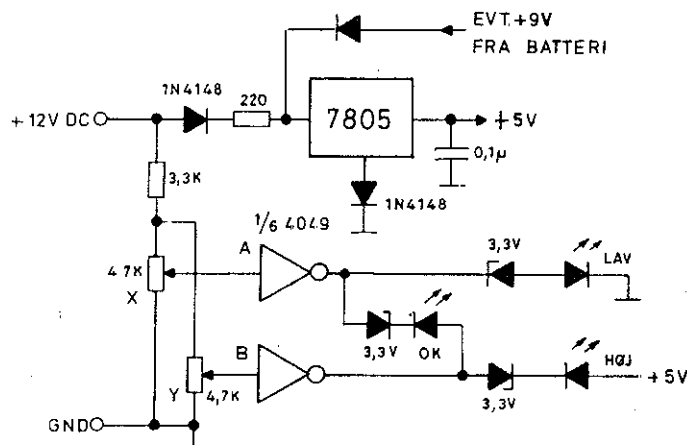 EVT.+9V
FRA BATTERI
1N4148
220
+12V DC
7805
+5V
0,1µ
3,3K
1N4148
1/6 4049
A
3,3V
LAV
4,7K
X
3,3V
OK
B
HØJ
Y
4,7K
+5V
3,3V
GND